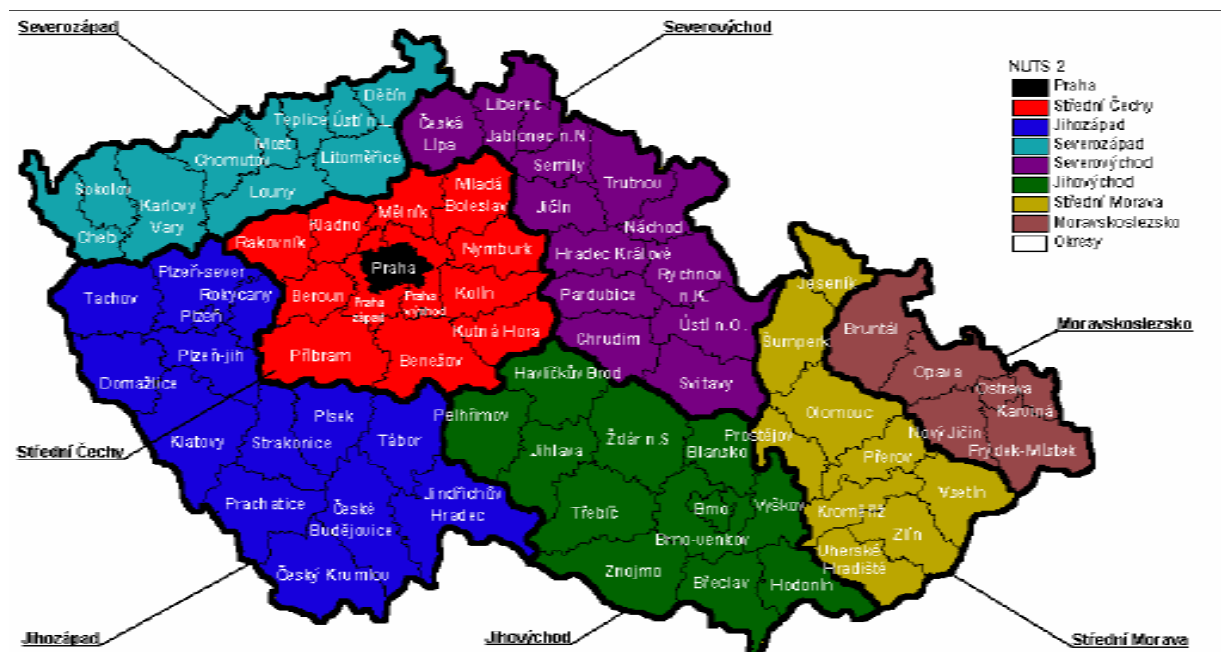 Severozápad
Severovýchod
NUTS 2
Praha
Střední Čechy
Jihozápad
Severozápad
Severovýchod
Jihovýchod
Střední Morava
Moravskoslezsko
Okresy
Děčín
Teplice
Ústí n.L.
Most
Chomutov
Litoměřice
Louny
Sokolov
Karlovy
Vary
Cheb
Liberec
Česká
Lípa
Jablonec n.N.
Semily
Trutnov
Jičín
Náchod
Hradec Králové
Rychnov
n.K.
Pardubice
Ústí n.O.
Chrudim
Svitavy
Mladá
Boleslav
Mělník
Kladno
Rakovník
Nymburk
Praha
Beroun
Praha
západ
Praha
východ
Kolín
Kutná Hora
Příbram
Benešov
Plzeň-sever
Tachov
Rokycany
Plzeň
Plzeň-jih
Domažlice
Klatovy
Písek
Strakonice
Tábor
Prachatice
České
Budějovice
Jindřichův
Hradec
Český Krumlov
Havlíčkův Brod
Pelhřimov
Jihlava
Žďár n.S
Blansko
Třebíč
Brno
Vyškov
Brno-venkov
Znojmo
Břeclav
Hodonín
Jeseník
Šumperk
Olomouc
Prostějov
Přerov
Kroměříž
Vsetín
Zlín
Uherské
Hradiště
Bruntál
Opava
Ostrava
Karviná
Nový Jičín
Frýdek-Místek
Moravskoslezsko
Střední Čechy
Jihozápad
Jihovýchod
Střední Morava